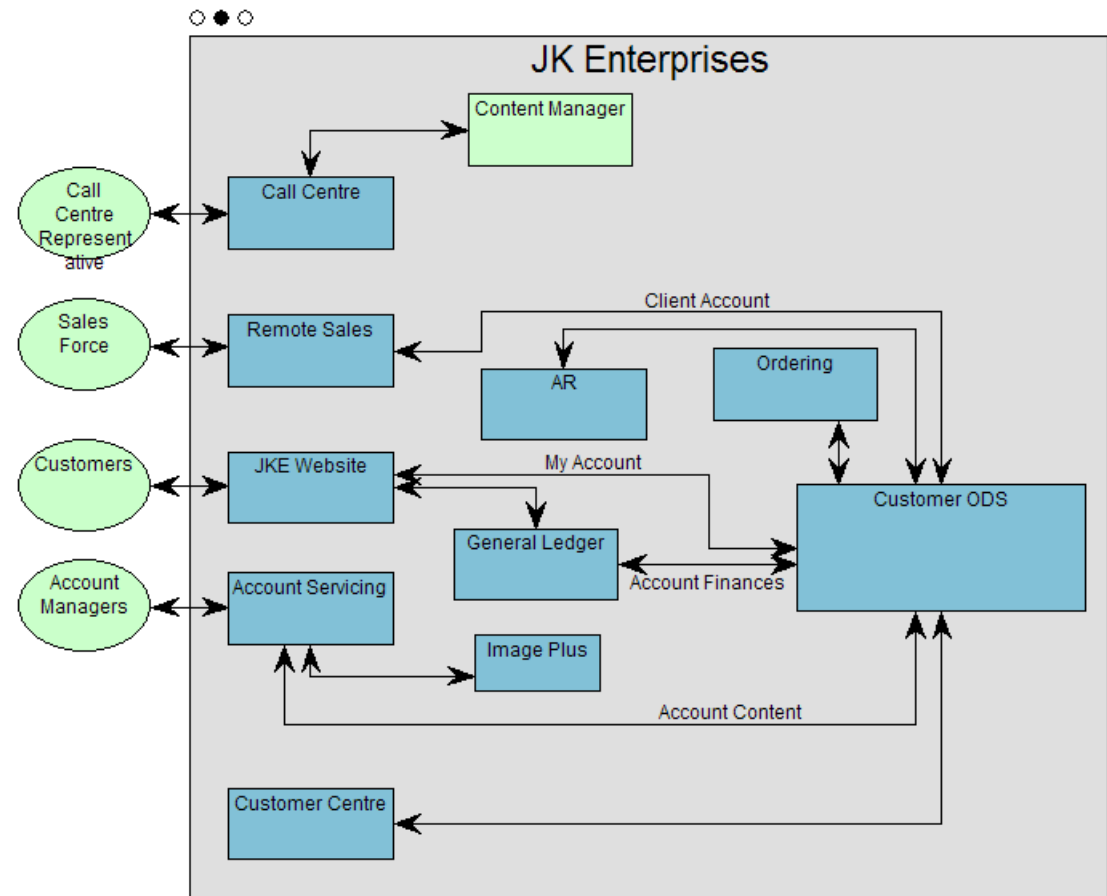 JK Enterprises
Content Manager
Call
Centre
Represent
ative
Call Centre
Client Account
Sales
Force
Remote Sales
AR
Ordering
Customers
JKE Website
My Account
Customer ODS
General Ledger
Account
Managers
Account Servicing
Account Finances
Image Plus
Account Content
Customer Centre